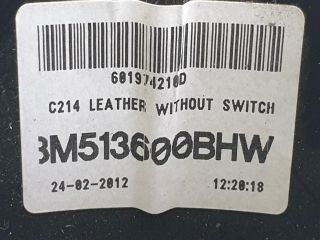 601974210D
C214 LEATHER WITHOUT SWITCH
3M513600BHW
24-02-2012 12:20:18